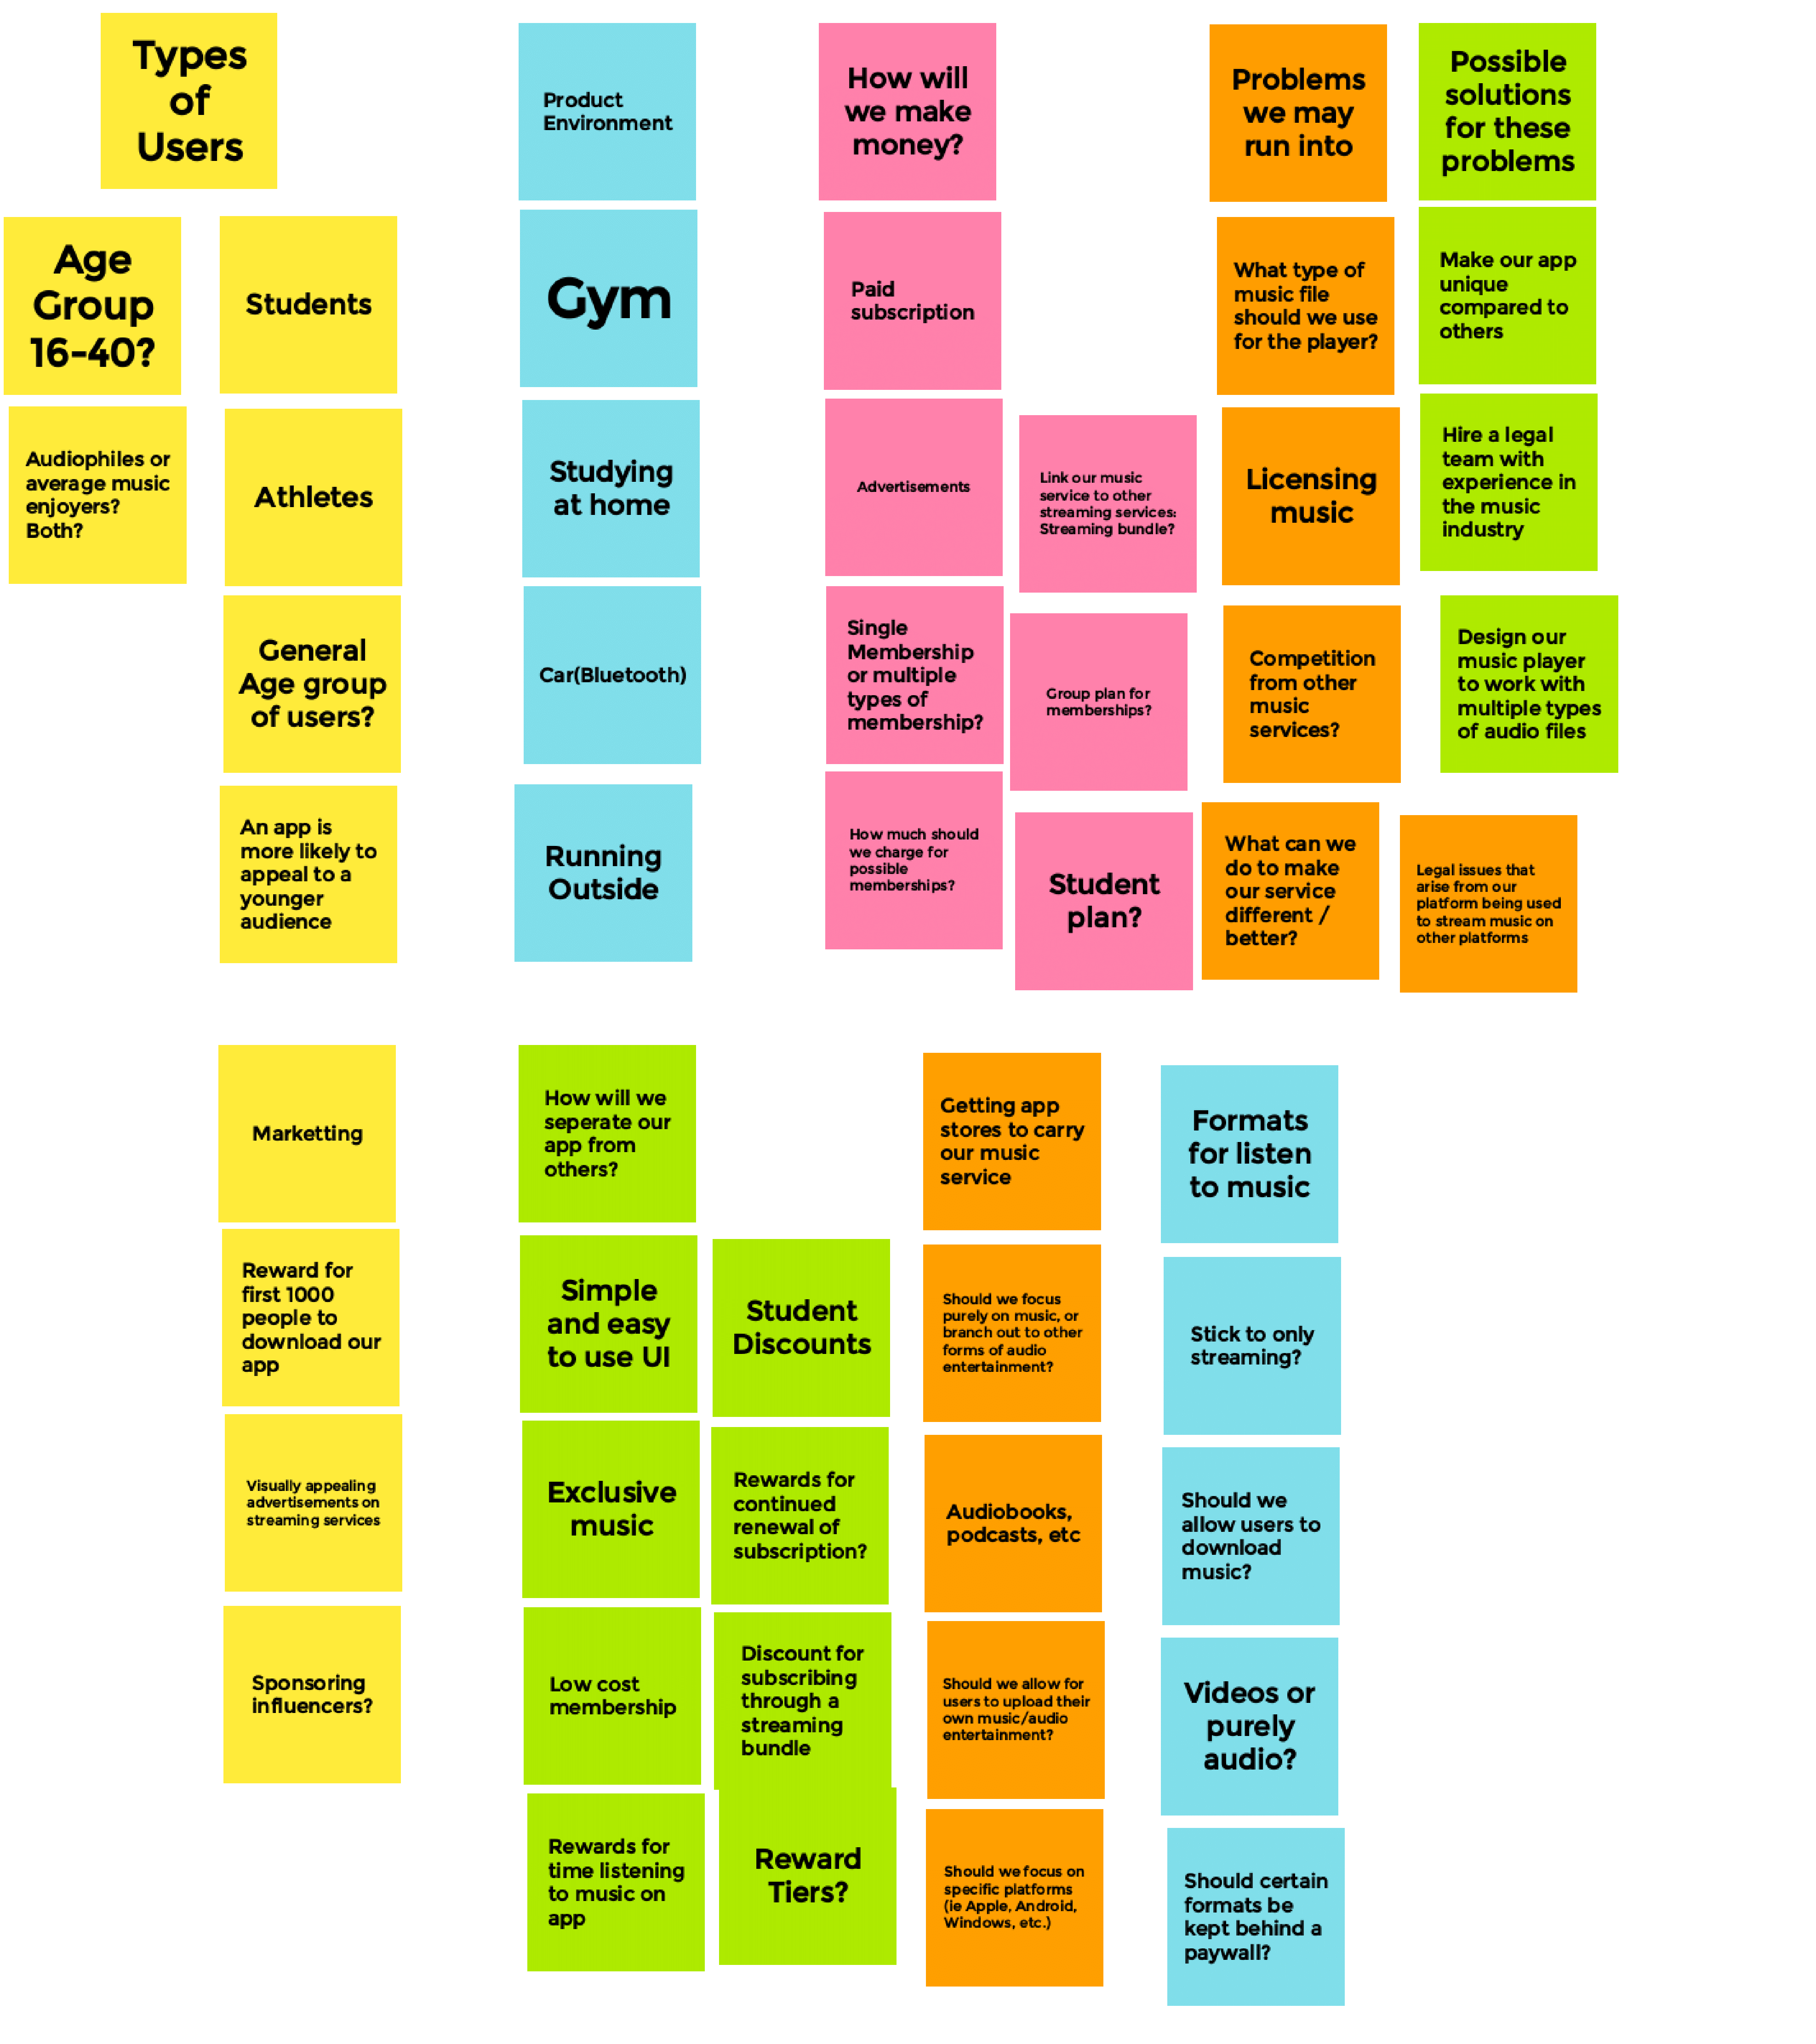 Types
of
Users
Age
Group
16-40?
Students
Audiophiles or
average music
enjoyers?
Both?
Athletes
General
Age group
of users?
An app is
more likely to
appeal to a
younger
audience
Product
Environment
Gym
Studying
at home
Car(Bluetooth)
Running
Outside
How will
we make
money?
Paid
subscription
Advertisements
Link our music
service to other
streaming services:
Streaming bundle?
Single
Membership
or multiple
types of
membership?
Group plan for
memberships?
How much should
we charge for
possible
memberships?
Student
plan?
Problems
we may
run into
What type of
music file
should we use
for the player?
Licensing
music
Competition
from other
music
services?
What can we
do to make
our service
different /
better?
Legal issues that
arise from our
platform being used
to stream music on
other platforms
Possible
solutions
for these
problems
Make our app
unique
compared to
others
Hire a legal
team with
experience in
the music
industry
Design our
music player
to work with
multiple types
of audio files
Marketting
Reward for
first 1000
people to
download our
app
Visually appealing
advertisements on
streaming services
Sponsoring
influencers?
How will we
seperate our
app from
others?
Simple
and easy
to use UI
Student
Discounts
Exclusive
music
Rewards for
continued
renewal of
subscription?
Low cost
membership
Discount for
subscribing
through a
streaming
bundle
Rewards for
time listening
to music on
app
Reward
Tiers?
Getting app
stores to carry
our music
service
Should we focus
purely on music, or
branch out to other
forms of audio
entertainment?
Audiobooks,
podcasts, etc
Should we allow for
users to upload their
own music/audio
entertainment?
Should we focus on
specific platforms
(ie Apple, Android,
Windows, etc.)
Formats
for listen
to music
Stick to only
streaming?
Should we
allow users to
download
music?
Videos or
purely
audio?
Should certain
formats be
kept behind a
paywall?